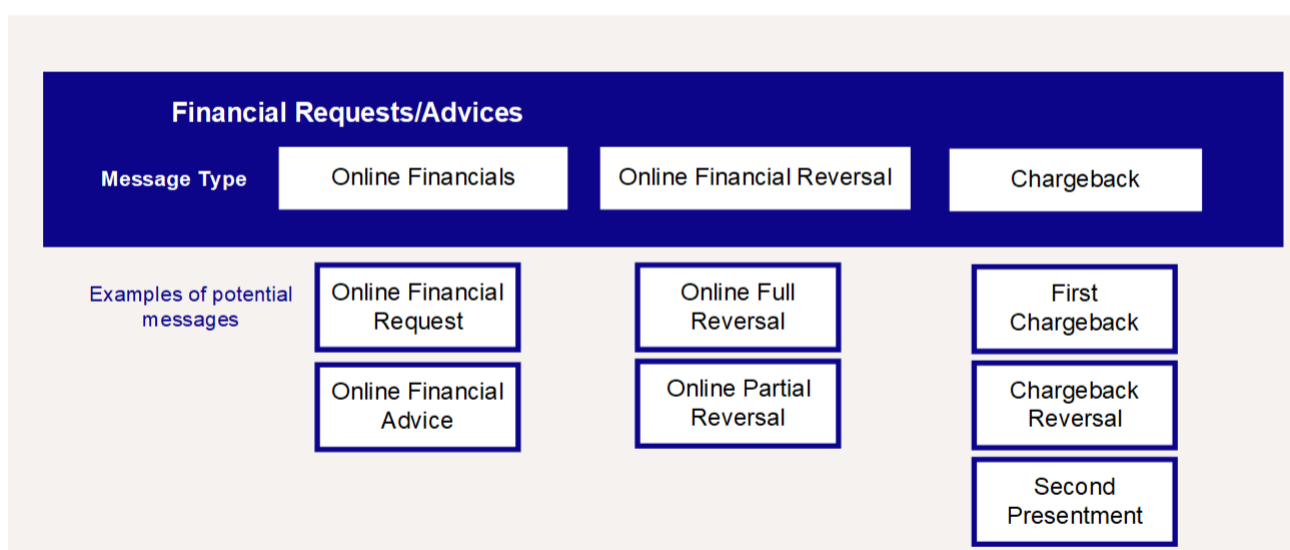 Financial Requests/Advices
Message Type
Online Financials
Online Financial Reversal
Chargeback
Examples of potential
messages
Online Financial
Request
Online Full
Reversal
First
Chargeback
Online Financial
Advice
Online Partial
Reversal
Chargeback
Reversal
Second
Presentment